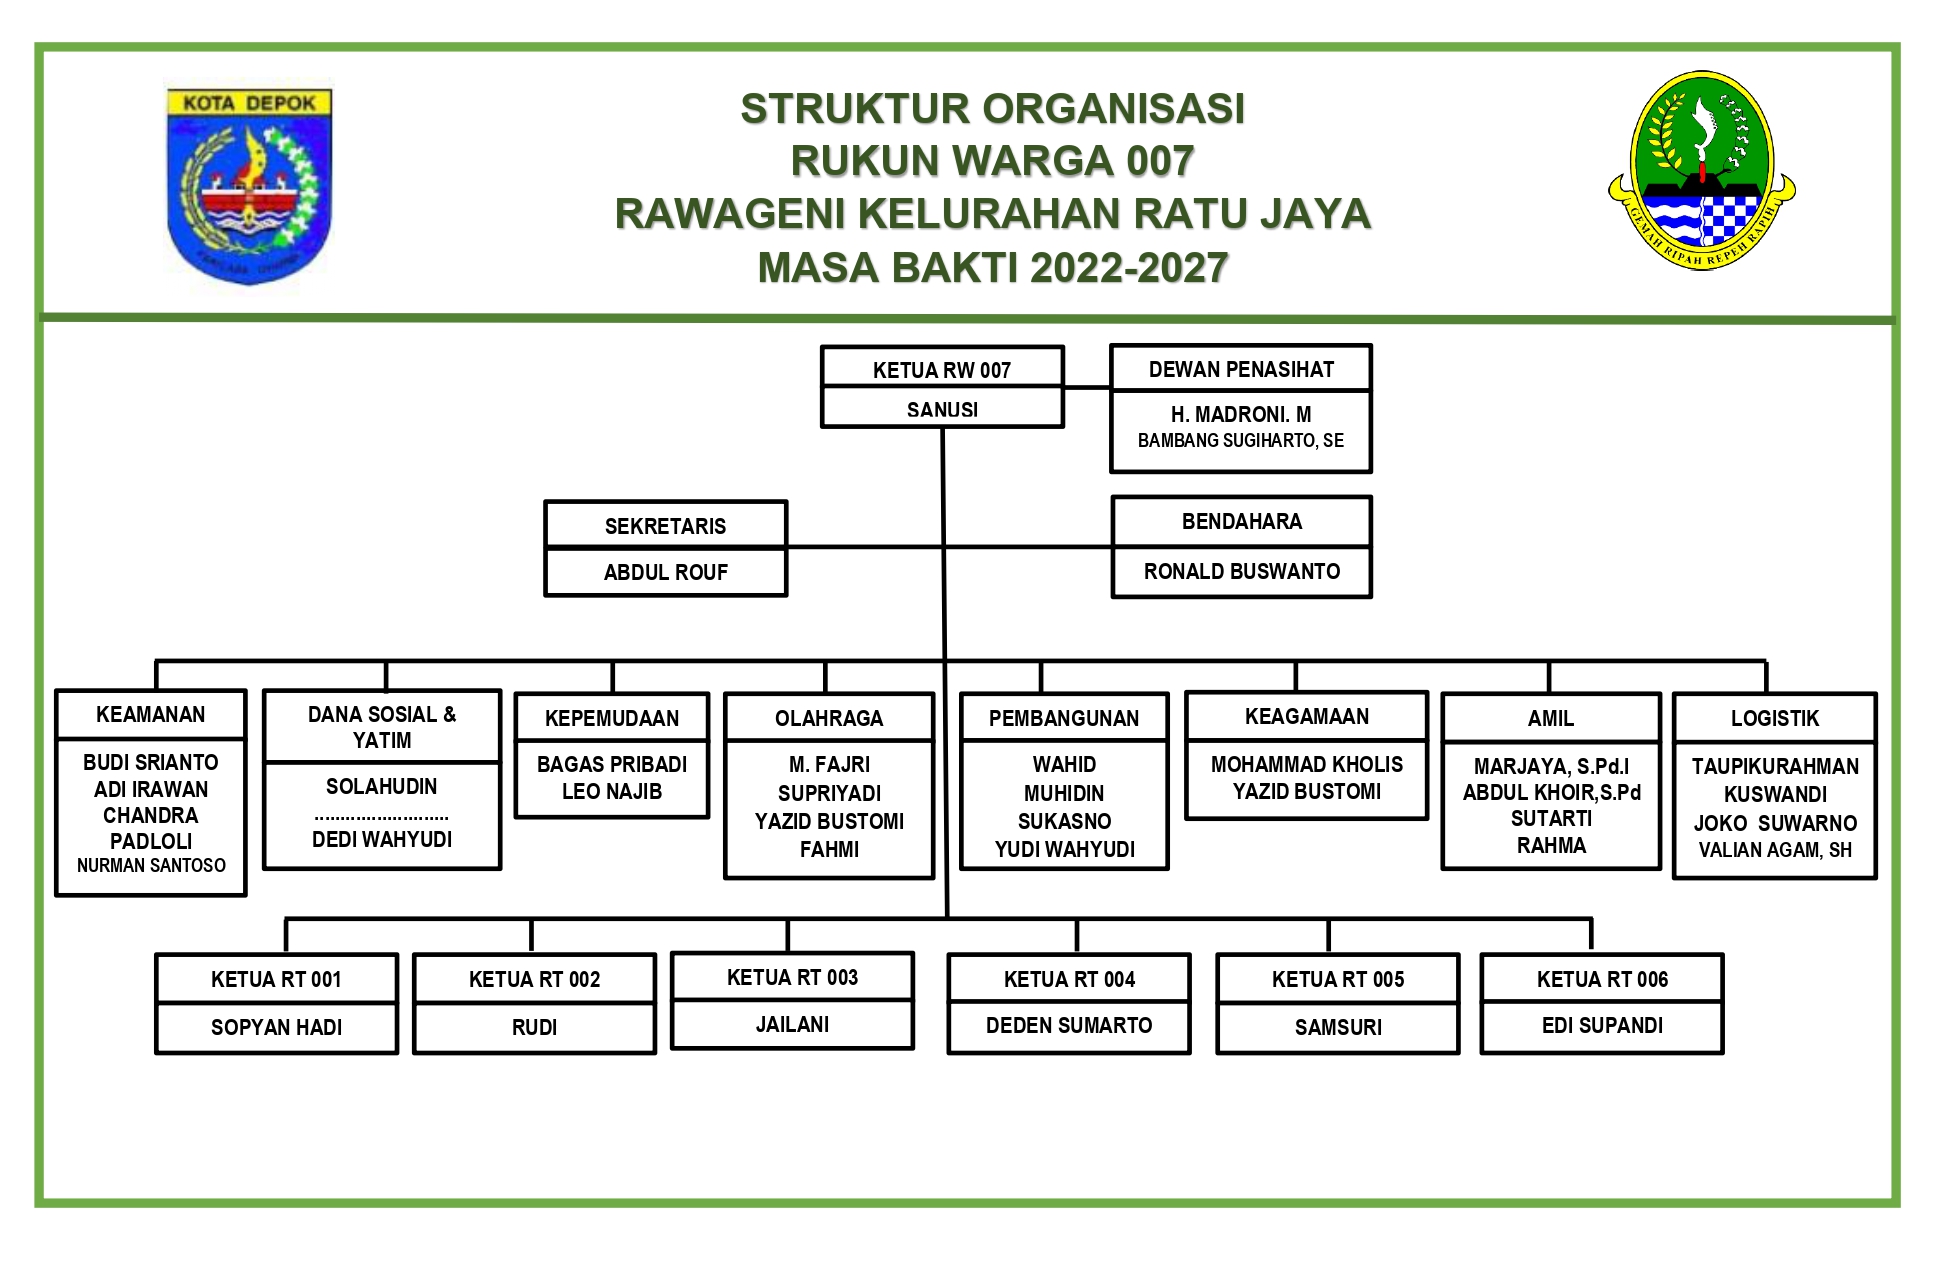 KOTA DEPOK
STRUKTUR ORGANISASI
RUKUN WARGA 007
RAWAGENI KELURAHAN RATU JAYA
MASA BAKTI 2022-2027
GEMAH RIPAH REPEH RAPIH
KETUA RW 007
SANUSI
DEWAN PENASIHAT
H. MADRONI. M
BAMBANG SUGIHARTO, SE
SEKRETARIS
ABDUL ROUF
BENDAHARA
RONALD BUSWANTO
KEAMANAN
BUDI SRIANTO
ADI IRAWAN
CHANDRA
PADLOLI
NURMAN SANTOSO
DANA SOSIAL &
YATIM
SOLAHUDIN
..........................
DEDI WAHYUDI
KEPEMUDAAN
BAGAS PRIBADI
LEO NAJIB
OLAHRAGA
M. FAJRI
SUPRIYADI
YAZID BUSTOMI
FAHMI
PEMBANGUNAN
WAHID
MUHIDIN
SUKASNO
YUDI WAHYUDI
KEAGAMAAN
MOHAMMAD KHOLIS
YAZID BUSTOMI
AMIL
MARJAYA, S.Pd.I
ABDUL KHOIR,S.Pd
SUTARTI
RAHMA
LOGISTIK
TAUPIKURAHMAN
KUSWANDI
JOKO  SUWARNO
VALIAN AGAM, SH
KETUA RT 001
SOPYAN HADI
KETUA RT 002
RUDI
KETUA RT 003
JAILANI
KETUA RT 004
DEDEN SUMARTO
KETUA RT 005
SAMSURI
KETUA RT 006
EDI SUPANDI